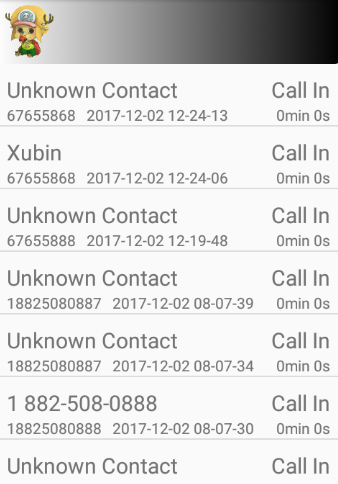 Unknown Contact Call In
67655868 2017-12-02 12-24-13 0min 0s
Xubin Call In
67655868 2017-12-02 12-24-06 0min 0s
Unknown Contact Call In
67655888 2017-12-02 12-19-48 0min 0s
Unknown Contact Call In
18825080887 2017-12-02 08-07-39 0min 0s
Unknown Contact Call In
18825080887 2017-12-02 08-07-34 0min 0s
1 882-508-0888 Call In
18825080888 2017-12-02 08-07-30 0min 0s
Unknown Contact Call In